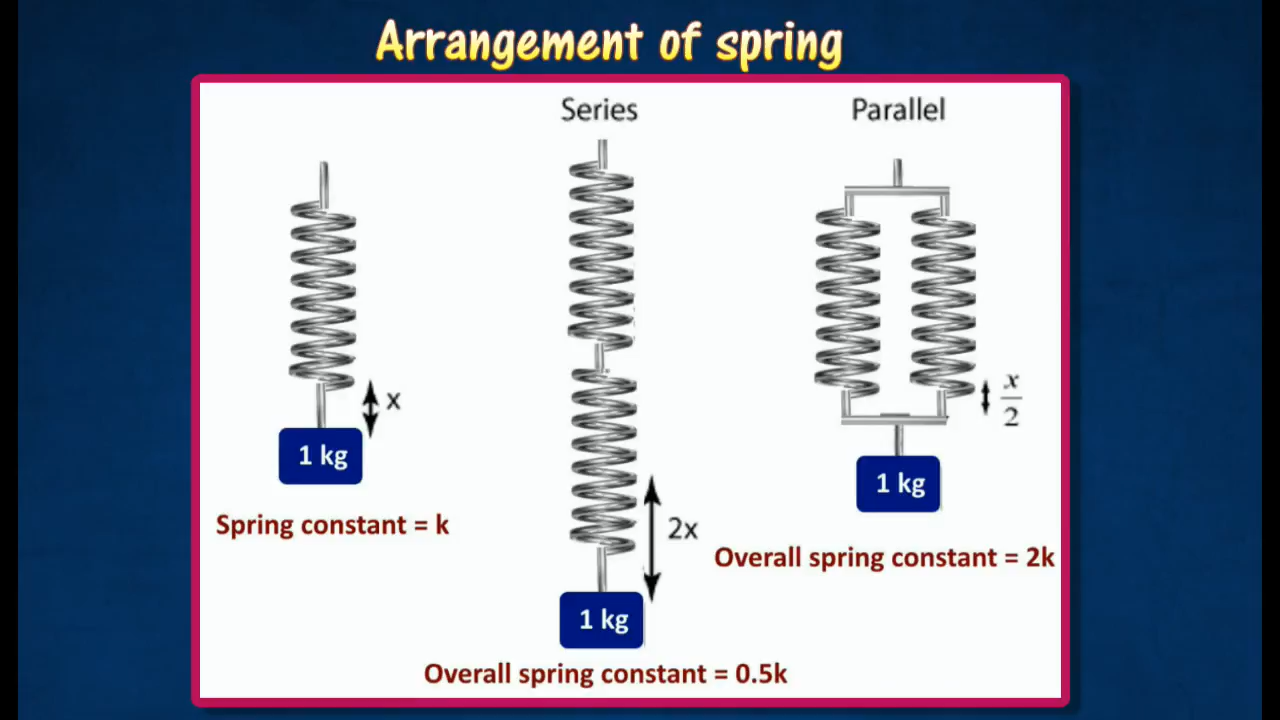 Arrangement of spring
Series
Parallel
x
x
2
1 kg
1 kg
Spring constant = k
2x
Overall spring constant = 2k
1 kg
Overall spring constant = 0.5k